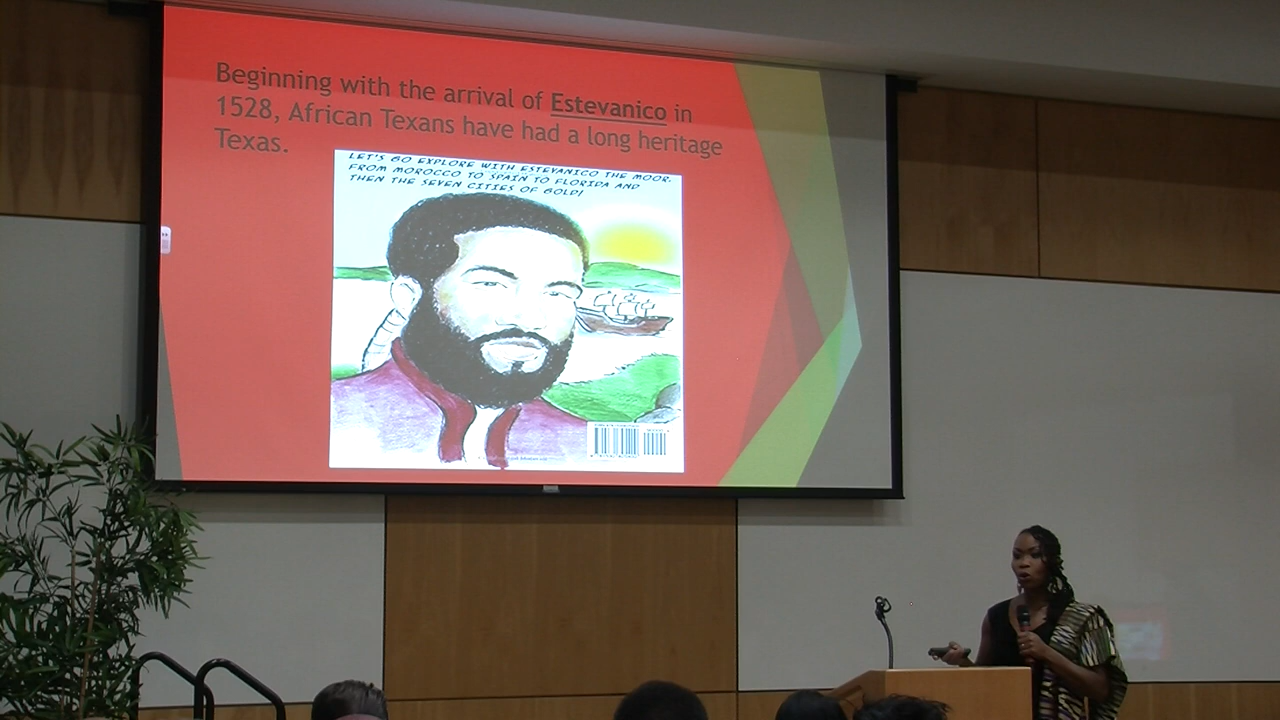 Beginning with the arrival of Estevanico in
1528, African Texans have had a long heritage
Texas.
LET'S GO EXPLORE WITH ESTEVANICO THE MOOR.
FROM MOROCCO TO SPAIN TO FLORIDA AND
THEN THE SEVEN CITIES OF GOLD!